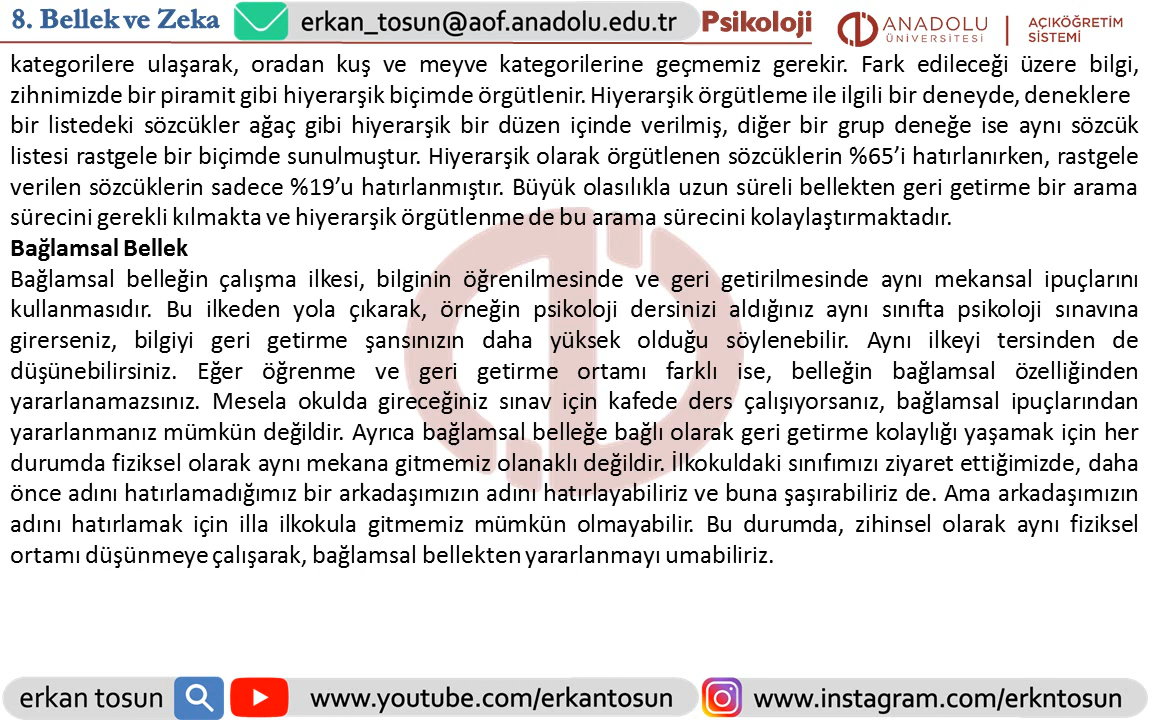 8. Bellek ve Zeka erkan_tosun@aof.anadolu.edu.tr Psikoloji ANADOLU ÜNİVERSİTESİ AÇIKÖĞRETİM SİSTEMİ
kategorilere ulaşarak, oradan kuş ve meyve kategorilerine geçmemiz gerekir. Fark edileceği üzere bilgi,
zihnimizde bir piramit gibi hiyerarşik biçimde örgütlenir. Hiyerarşik örgütleme ile ilgili bir deneyde, deneklere
bir listedeki sözcükler ağaç gibi hiyerarşik bir düzen içinde verilmiş, diğer bir grup deneğe ise aynı sözcük
listesi rastgele bir biçimde sunulmuştur. Hiyerarşik olarak örgütlenen sözcüklerin %65’i hatırlanırken, rastgele
verilen sözcüklerin sadece %19’u hatırlanmıştır. Büyük olasılıkla uzun süreli bellekten geri getirme bir arama
sürecini gerekli kılmakta ve hiyerarşik örgütlenme de bu arama sürecini kolaylaştırmaktadır.
Bağlamsal Bellek
Bağlamsal belleğin çalışma ilkesi, bilginin öğrenilmesinde ve geri getirilmesinde aynı mekansal ipuçlarını
kullanmasıdır. Bu ilkeden yola çıkarak, örneğin psikoloji dersinizi aldığınız aynı sınıfta psikoloji sınavına
girerseniz, bilgiyi geri getirme şansınızın daha yüksek olduğu söylenebilir. Aynı ilkeyi tersinden de
düşünebilirsiniz. Eğer öğrenme ve geri getirme ortamı farklı ise, belleğin bağlamsal özelliğinden
yararlanamazsınız. Mesela okulda gireceğiniz sınav için kafede ders çalışıyorsanız, bağlamsal ipuçlarından
yararlanmanız mümkün değildir. Ayrıca bağlamsal belleğe bağlı olarak geri getirme kolaylığı yaşamak için her
durumda fiziksel olarak aynı mekana gitmemiz olanaklı değildir. İlkokuldaki sınıfımızı ziyaret ettiğimizde, daha
önce adını hatırlamadığımız bir arkadaşımızın adını hatırlayabiliriz ve buna şaşırabiliriz de. Ama arkadaşımızın
adını hatırlamak için illa ilkokula gitmemiz mümkün olmayabilir. Bu durumda, zihinsel olarak aynı fiziksel
ortamı düşünmeye çalışarak, bağlamsal bellekten yararlanmayı umabiliriz.
erkan tosun www.youtube.com/erkantosun www.instagram.com/erkntosun